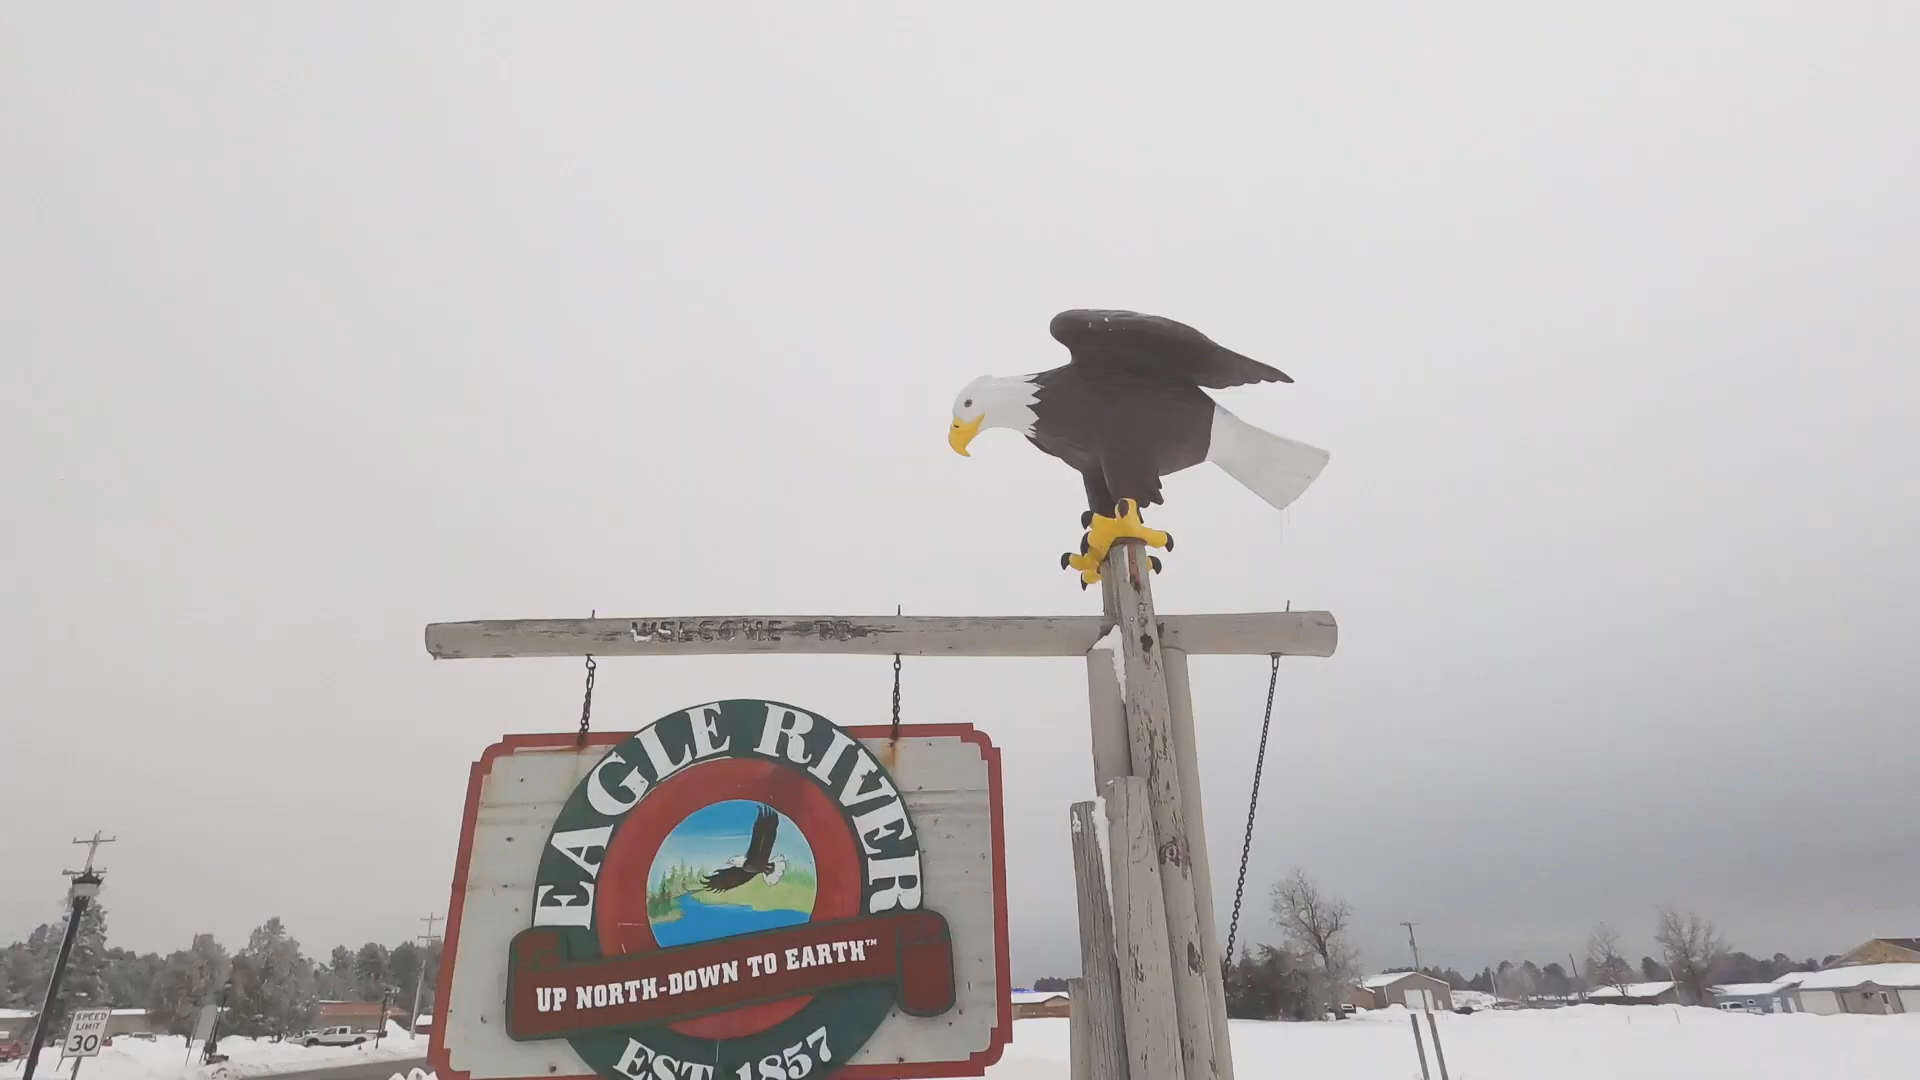 WELCOME TO
EAGLE RIVER
UP NORTH-DOWN TO EARTH™
EST. 1857
SPEED
LIMIT
30